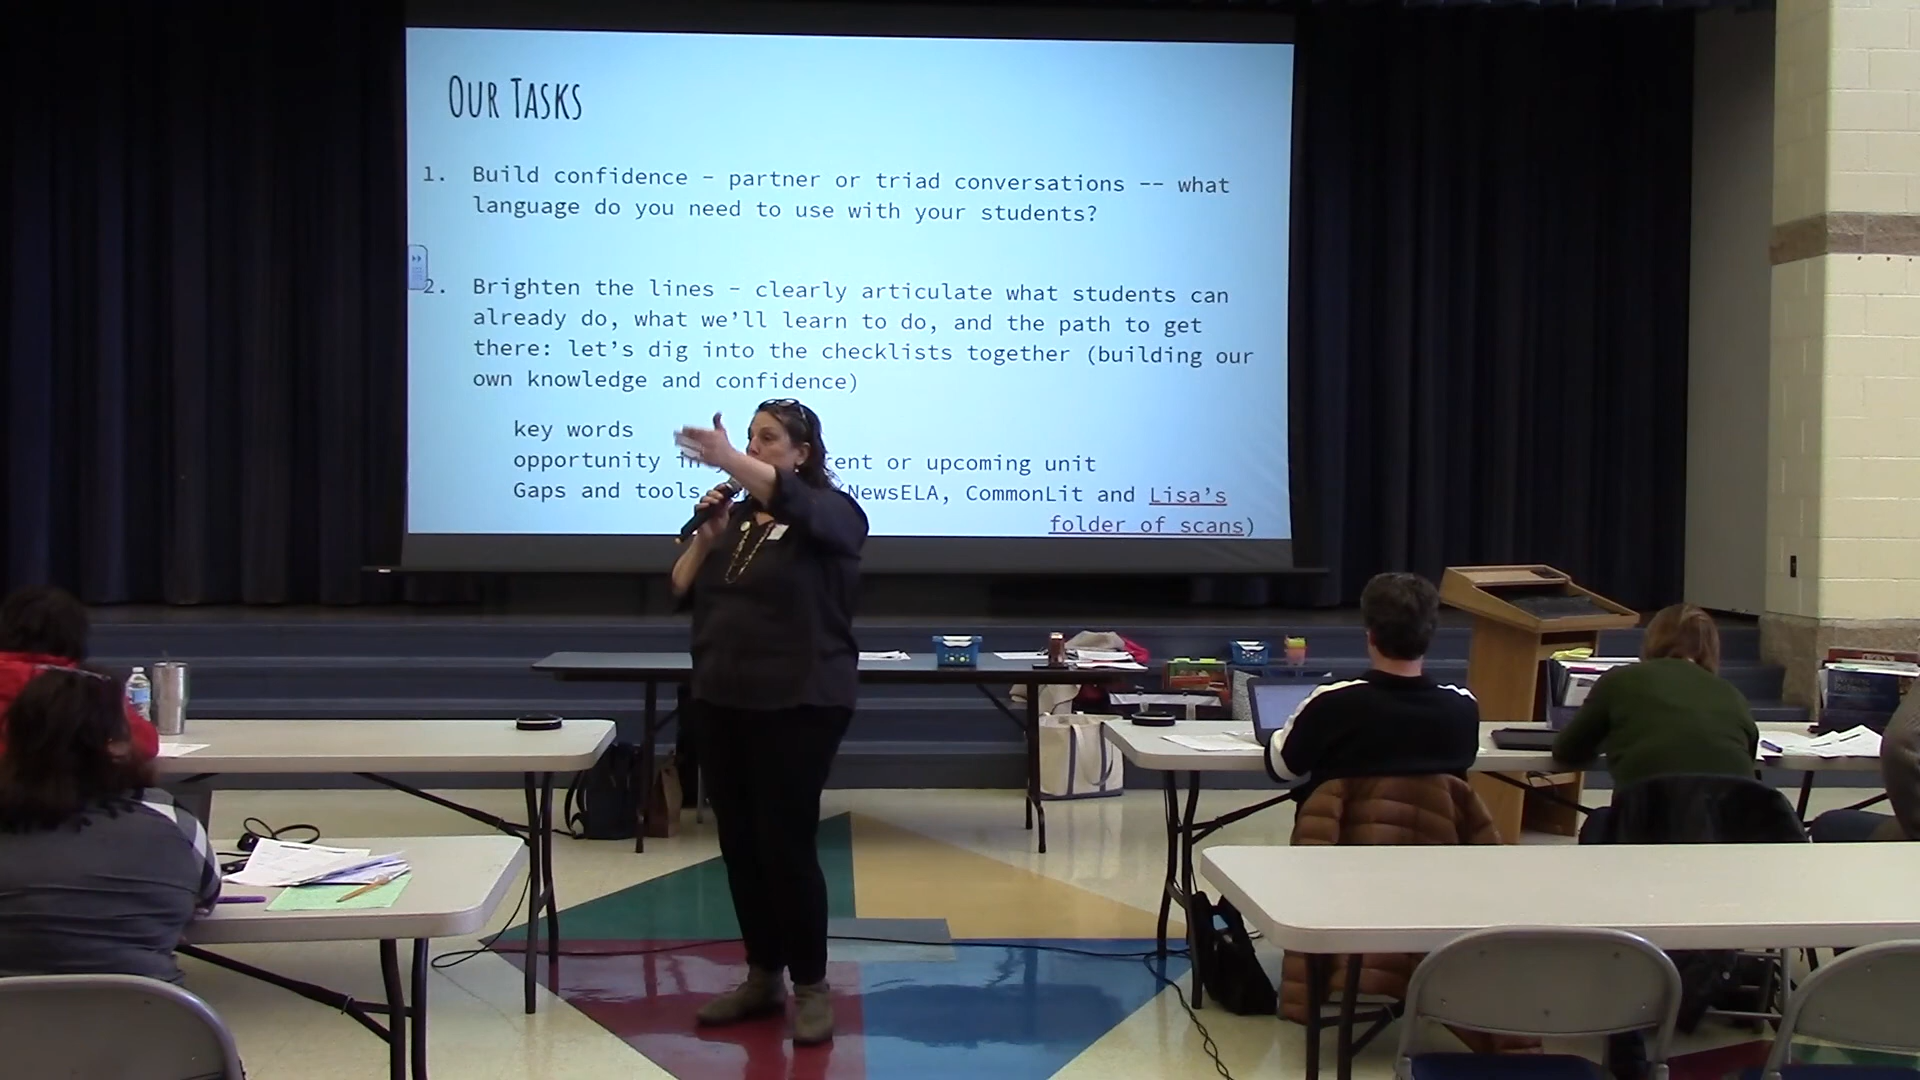 Our Tasks
1. Build confidence - partner or triad conversations -- what
language do you need to use with your students?
2. Brighten the lines - clearly articulate what students can
already do, what we'll learn to do, and the path to get
there: let's dig into the checklists together (building our
own knowledge and confidence)
key words
opportunity in rent or upcoming unit
Gaps and tools (NewsELA, CommonLit and Lisa's
folder of scans)